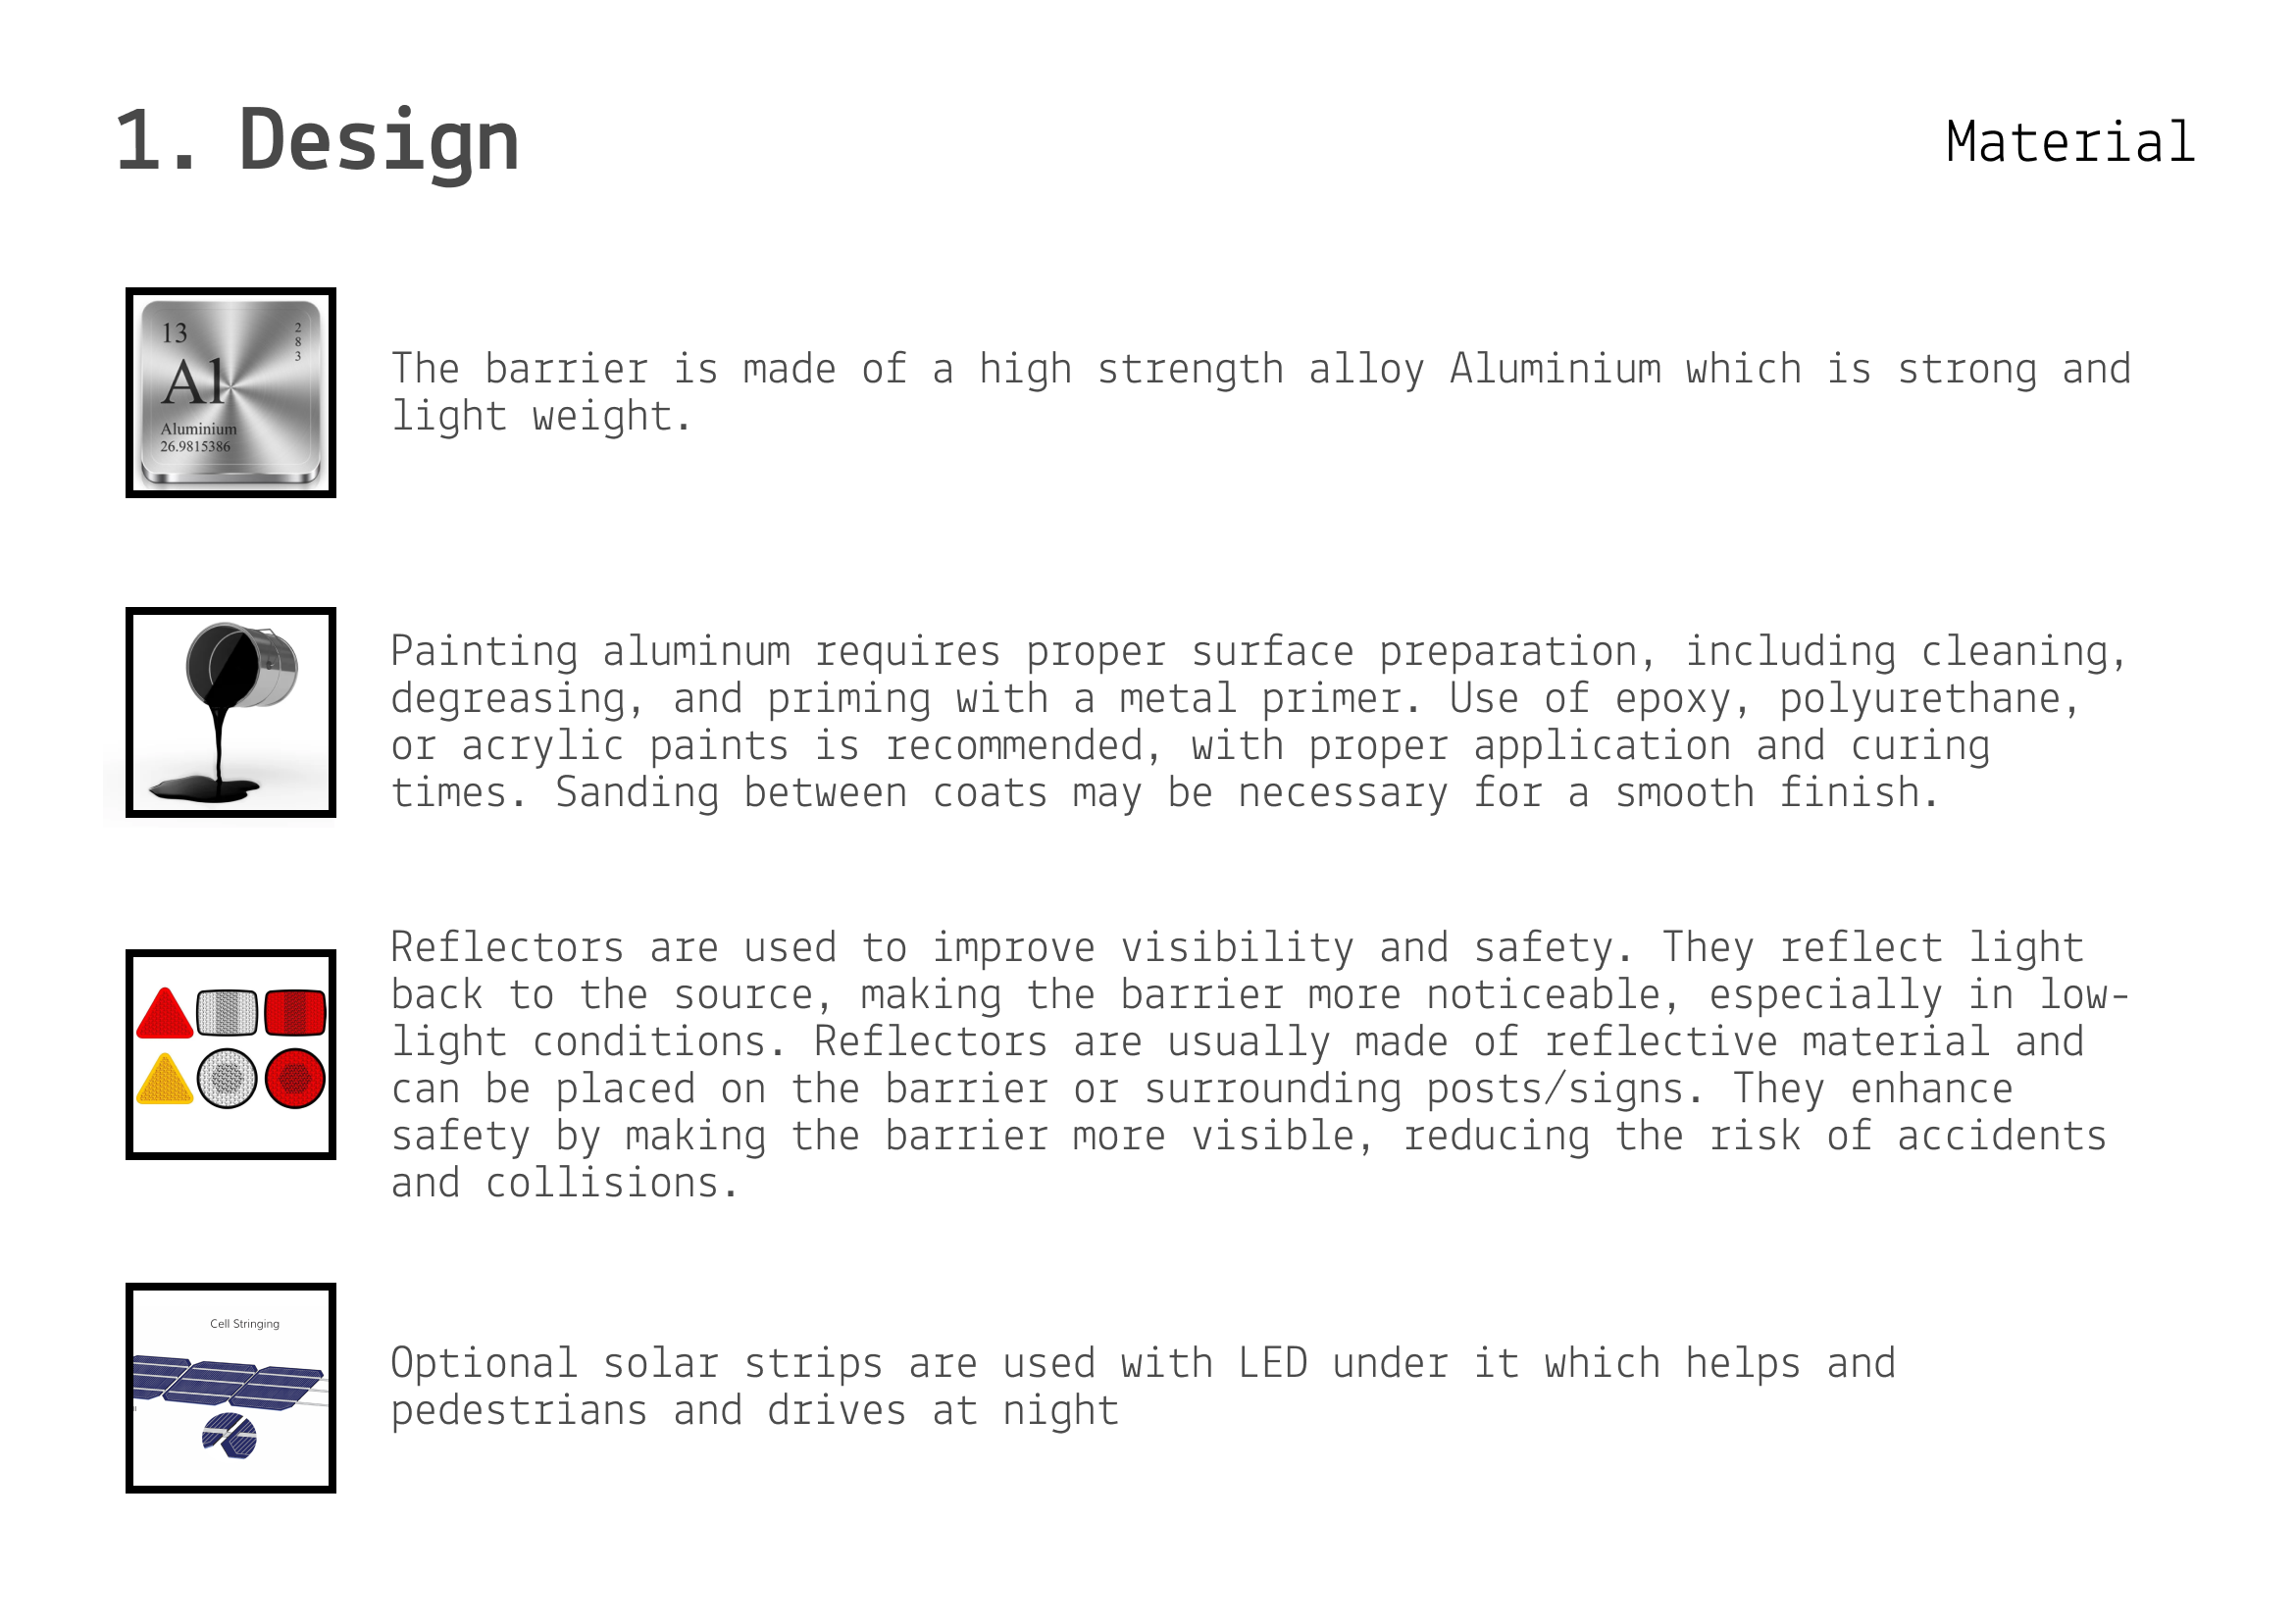 1. Design
Material
13
2
8
3
Al
Aluminium
26.9815386
The barrier is made of a high strength alloy Aluminium which is strong and
light weight.
Painting aluminum requires proper surface preparation, including cleaning,
degreasing, and priming with a metal primer. Use of epoxy, polyurethane,
or acrylic paints is recommended, with proper application and curing
times. Sanding between coats may be necessary for a smooth finish.
Reflectors are used to improve visibility and safety. They reflect light
back to the source, making the barrier more noticeable, especially in low-
light conditions. Reflectors are usually made of reflective material and
can be placed on the barrier or surrounding posts/signs. They enhance
safety by making the barrier more visible, reducing the risk of accidents
and collisions.
Cell Stringing
Optional solar strips are used with LED under it which helps and
pedestrians and drives at night